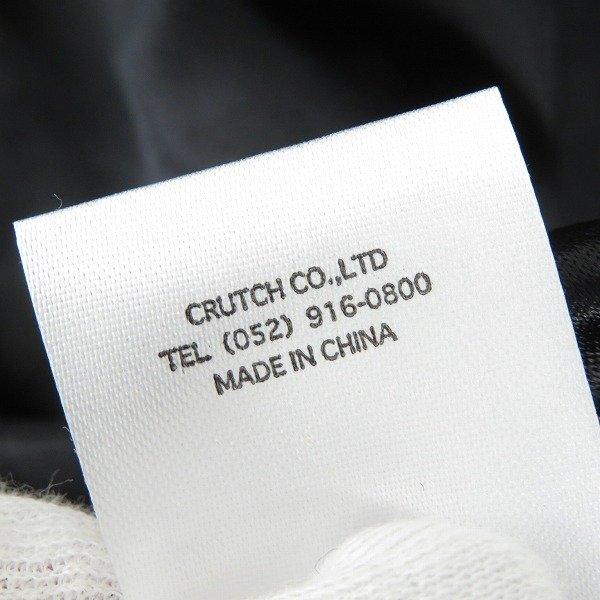 CRUTCH CO.,LTD
TEL. (052) 916-0800
MADE IN CHINA